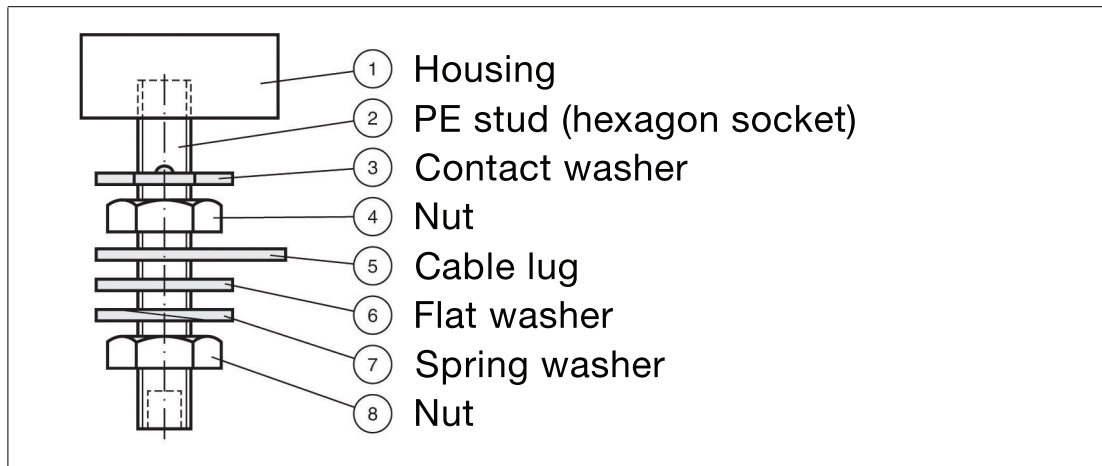 1 Housing
2 PE stud (hexagon socket)
3 Contact washer
4 Nut
5 Cable lug
6 Flat washer
7 Spring washer
8 Nut